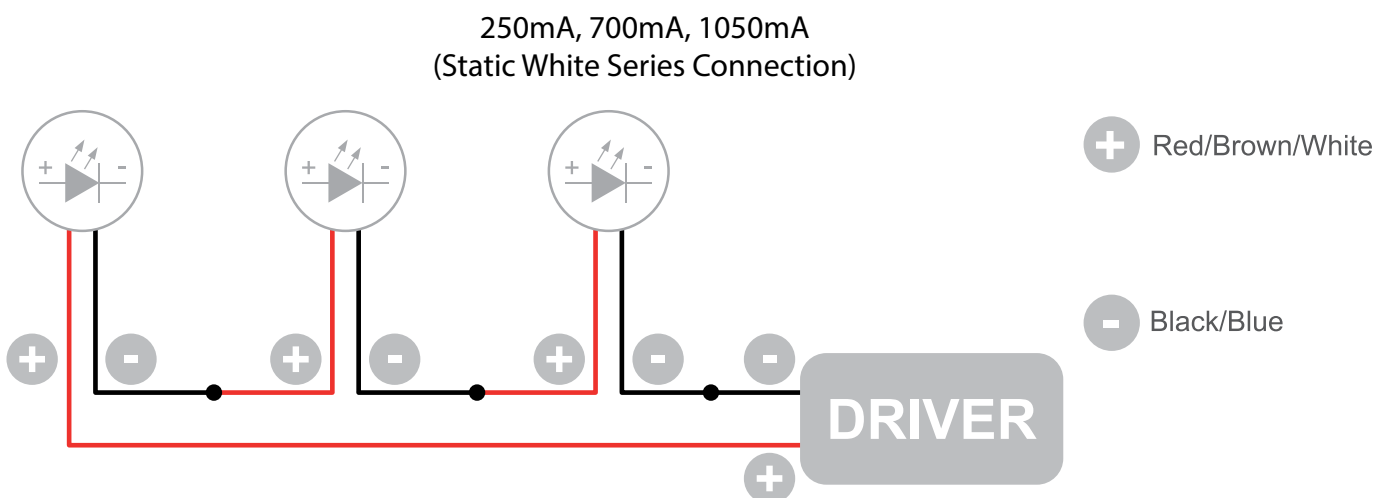 250mA, 700mA, 1050mA
(Static White Series Connection)
+ -
+ -
+ -
+ Red/Brown/White
- Black/Blue
+ - + - + - -
DRIVER
+